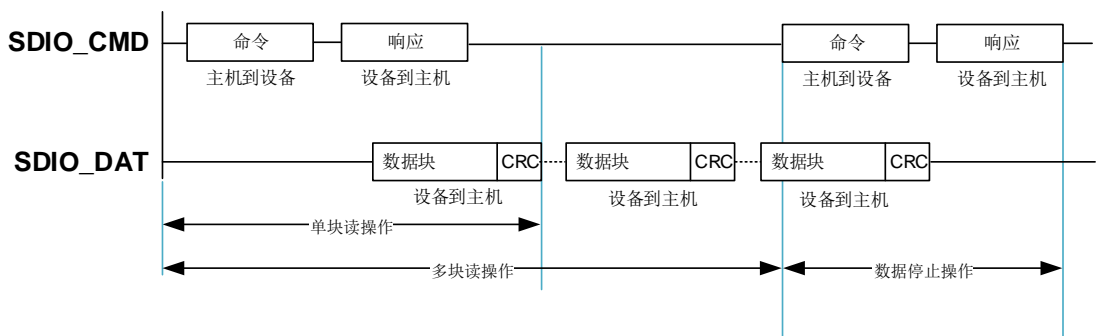 SDIO_CMD 命令 响应 命令 响应
主机到设备 设备到主机 主机到设备 设备到主机
SDIO_DAT 数据块 CRC 数据块 CRC 数据块 CRC
设备到主机 设备到主机 设备到主机
单块读操作
多块读操作 数据停止操作